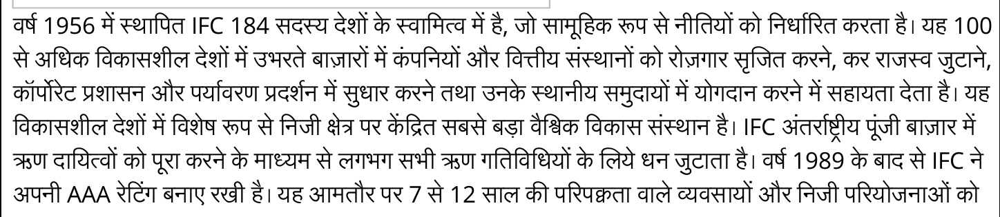 वर्ष 1956 में स्थापित IFC 184 सदस्य देशों के स्वामित्व में है, जो सामूहिक रूप से नीतियों को निर्धारित करता है। यह 100
से अधिक विकासशील देशों में उभरते बाज़ारों में कंपनियों और वित्तीय संस्थानों को रोज़गार सृजित करने, कर राजस्व जुटाने,
कॉर्पोरेट प्रशासन और पर्यावरण प्रदर्शन में सुधार करने तथा उनके स्थानीय समुदायों में योगदान करने में सहायता देता है। यह
विकासशील देशों में विशेष रूप से निजी क्षेत्र पर केंद्रित सबसे बड़ा वैश्विक विकास संस्थान है। IFC अंतर्राष्ट्रीय पूंजी बाज़ार में
ऋण दायित्वों को पूरा करने के माध्यम से लगभग सभी ऋण गतिविधियों के लिये धन जुटाता है। वर्ष 1989 के बाद से IFC ने
अपनी AAA रेटिंग बनाए रखी है। यह आमतौर पर 7 से 12 साल की परिपक्वता वाले व्यवसायों और निजी परियोजनाओं को